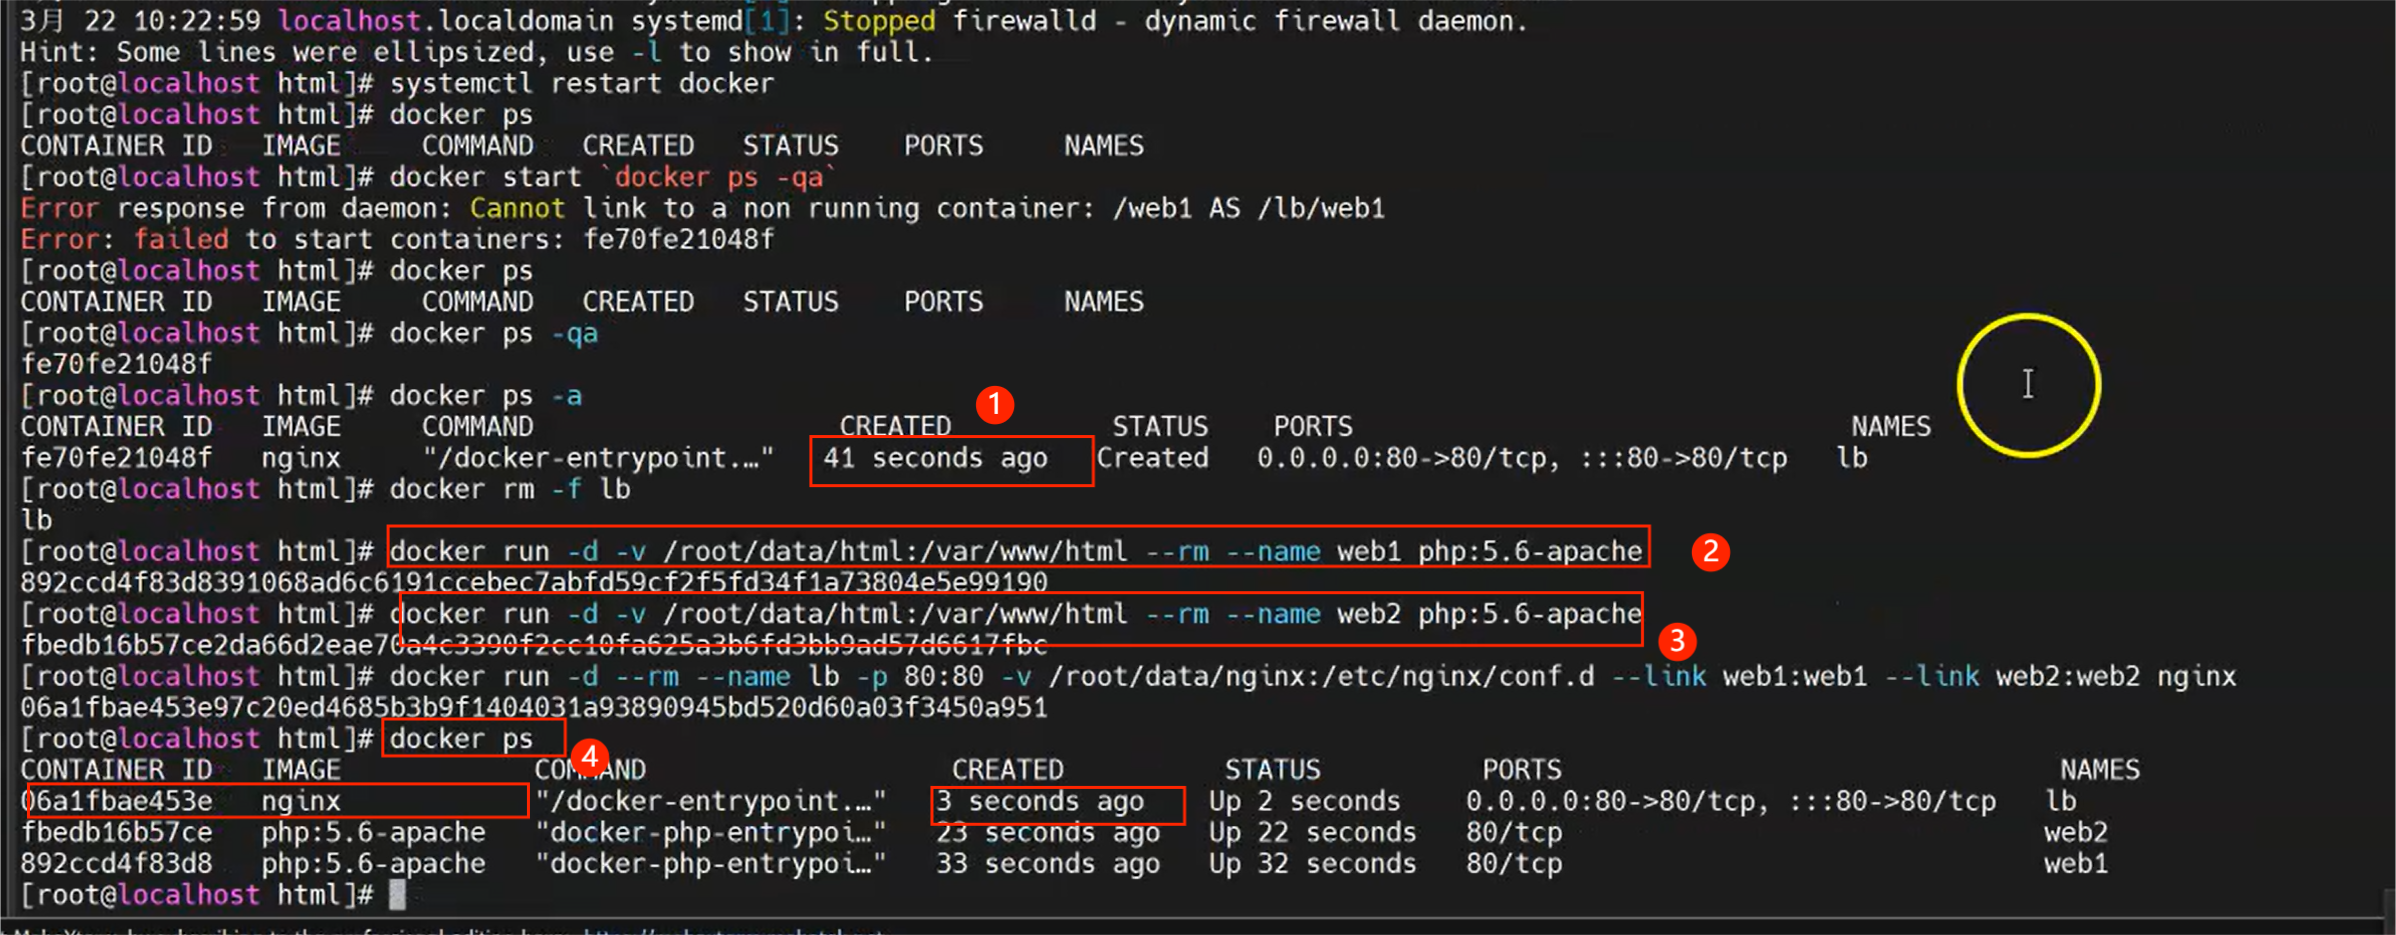 3月 22 10:22:59 localhost.localdomain systemd[1]: Stopped firewalld - dynamic firewall daemon.
Hint: Some lines were ellipsized, use -l to show in full.
[root@localhost html]# systemctl restart docker
[root@localhost html]# docker ps
CONTAINER ID   IMAGE     COMMAND   CREATED   STATUS    PORTS     NAMES
[root@localhost html]# docker start `docker ps -qa`
Error response from daemon: Cannot link to a non running container: /web1 AS /lb/web1
Error: failed to start containers: fe70fe21048f
[root@localhost html]# docker ps
CONTAINER ID   IMAGE     COMMAND   CREATED   STATUS    PORTS     NAMES
[root@localhost html]# docker ps -qa
fe70fe21048f
[root@localhost html]# docker ps -a
1
CONTAINER ID   IMAGE     COMMAND                  CREATED          STATUS    PORTS                               NAMES
fe70fe21048f   nginx     "/docker-entrypoint.…"   41 seconds ago   Created   0.0.0.0:80->80/tcp, :::80->80/tcp   lb
[root@localhost html]# docker rm -f lb
lb
[root@localhost html]# docker run -d -v /root/data/html:/var/www/html --rm --name web1 php:5.6-apache
2
892ccd4f83d8391068ad6c6191ccebec7abfd59cf2f5fd34f1a73804e5e99190
[root@localhost html]# docker run -d -v /root/data/html:/var/www/html --rm --name web2 php:5.6-apache
3
fbedb16b57ce2da66d2eae70a4c3390f2cc10fa625a3b6fd3bb9ad57d6617fbc
[root@localhost html]# docker run -d --rm --name lb -p 80:80 -v /root/data/nginx:/etc/nginx/conf.d --link web1:web1 --link web2:web2 nginx
06a1fbae453e97c20ed4685b3b9f1404031a93890945bd520d60a03f3450a951
[root@localhost html]# docker ps
4
CONTAINER ID   IMAGE            COMMAND                  CREATED          STATUS          PORTS                               NAMES
06a1fbae453e   nginx            "/docker-entrypoint.…"   3 seconds ago    Up 2 seconds    0.0.0.0:80->80/tcp, :::80->80/tcp   lb
fbedb16b57ce   php:5.6-apache   "docker-php-entrypoi…"   23 seconds ago   Up 22 seconds   80/tcp                              web2
892ccd4f83d8   php:5.6-apache   "docker-php-entrypoi…"   33 seconds ago   Up 32 seconds   80/tcp                              web1
[root@localhost html]#